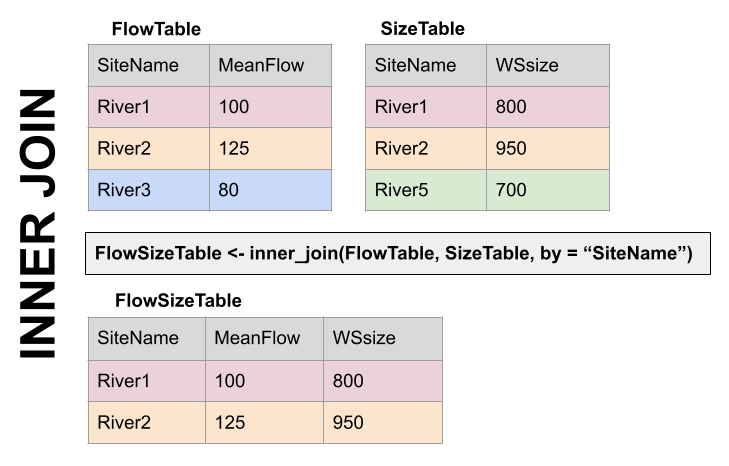 INNER JOIN
FlowTable
SiteName MeanFlow
River1 100
River2 125
River3 80
SizeTable
SiteName WSsize
River1 800
River2 950
River5 700
FlowSizeTable <- inner_join(FlowTable, SizeTable, by = “SiteName”)
FlowSizeTable
SiteName MeanFlow WSsize
River1 100 800
River2 125 950